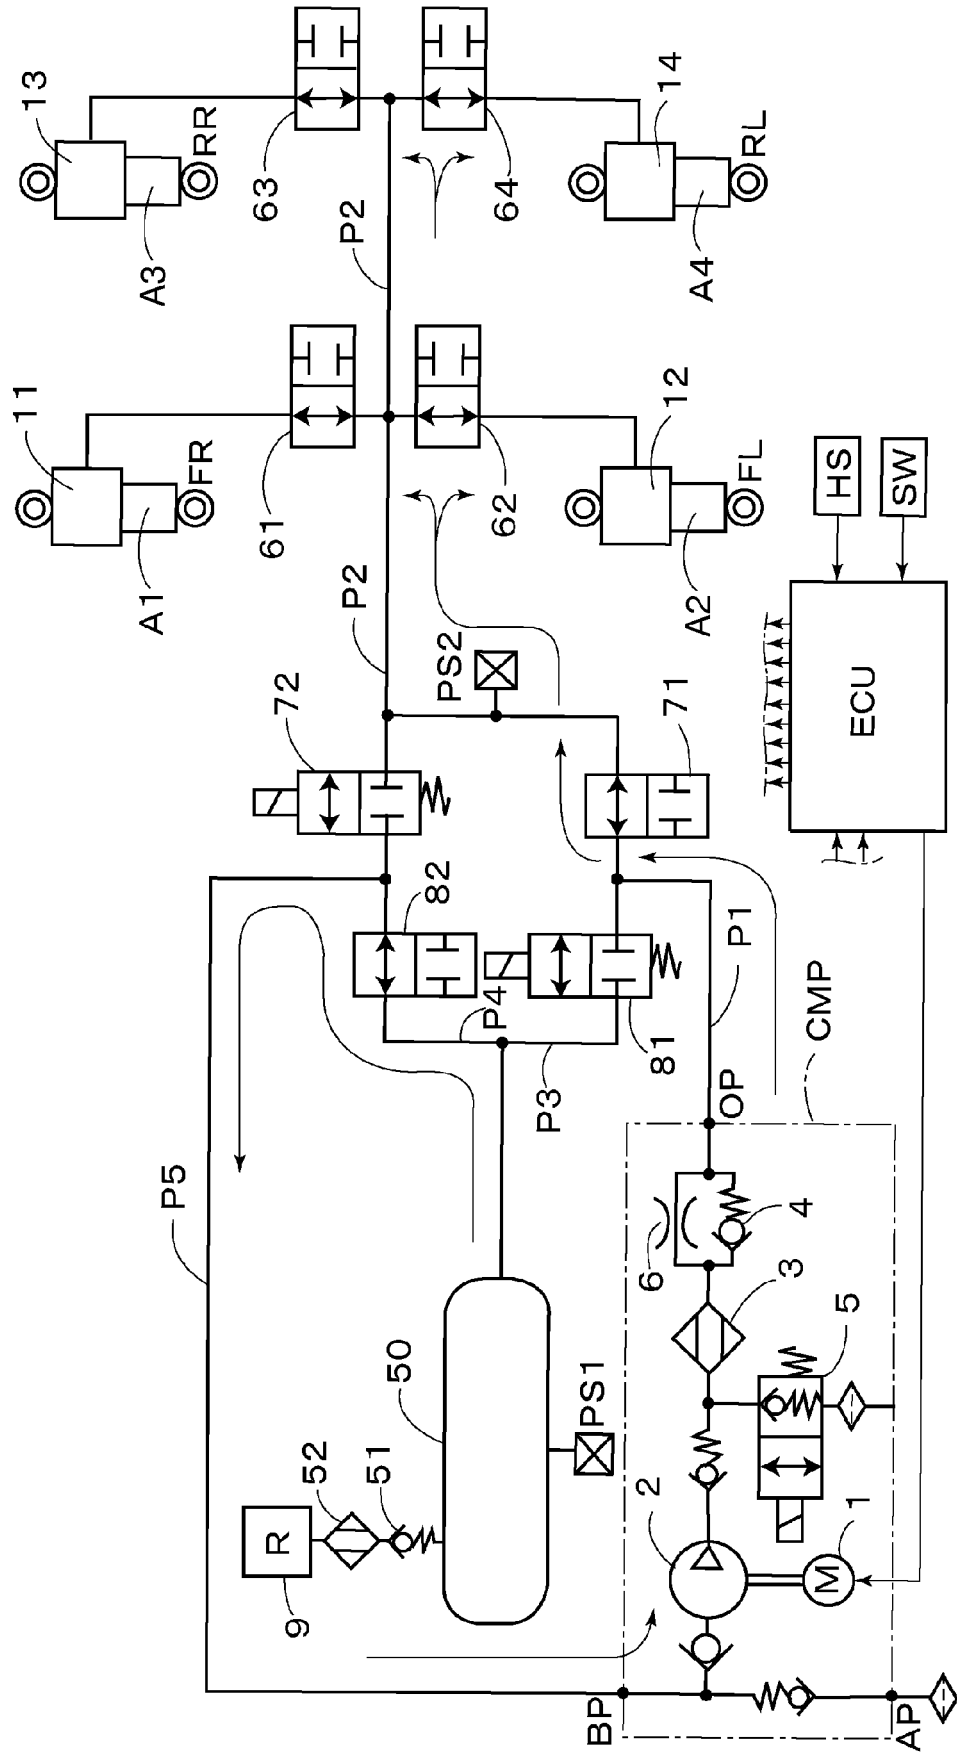 13
RR
A3
63
64
14
RL
A4
P2
11
FR
A1
61
62
12
FL
A2
P2
HS
SW
ECU
PS2
72
71
82
81
P4
P3
P1
CMP
OP
P5
6
4
3
5
50
PS1
52
51
R
9
2
1
M
BP
AP